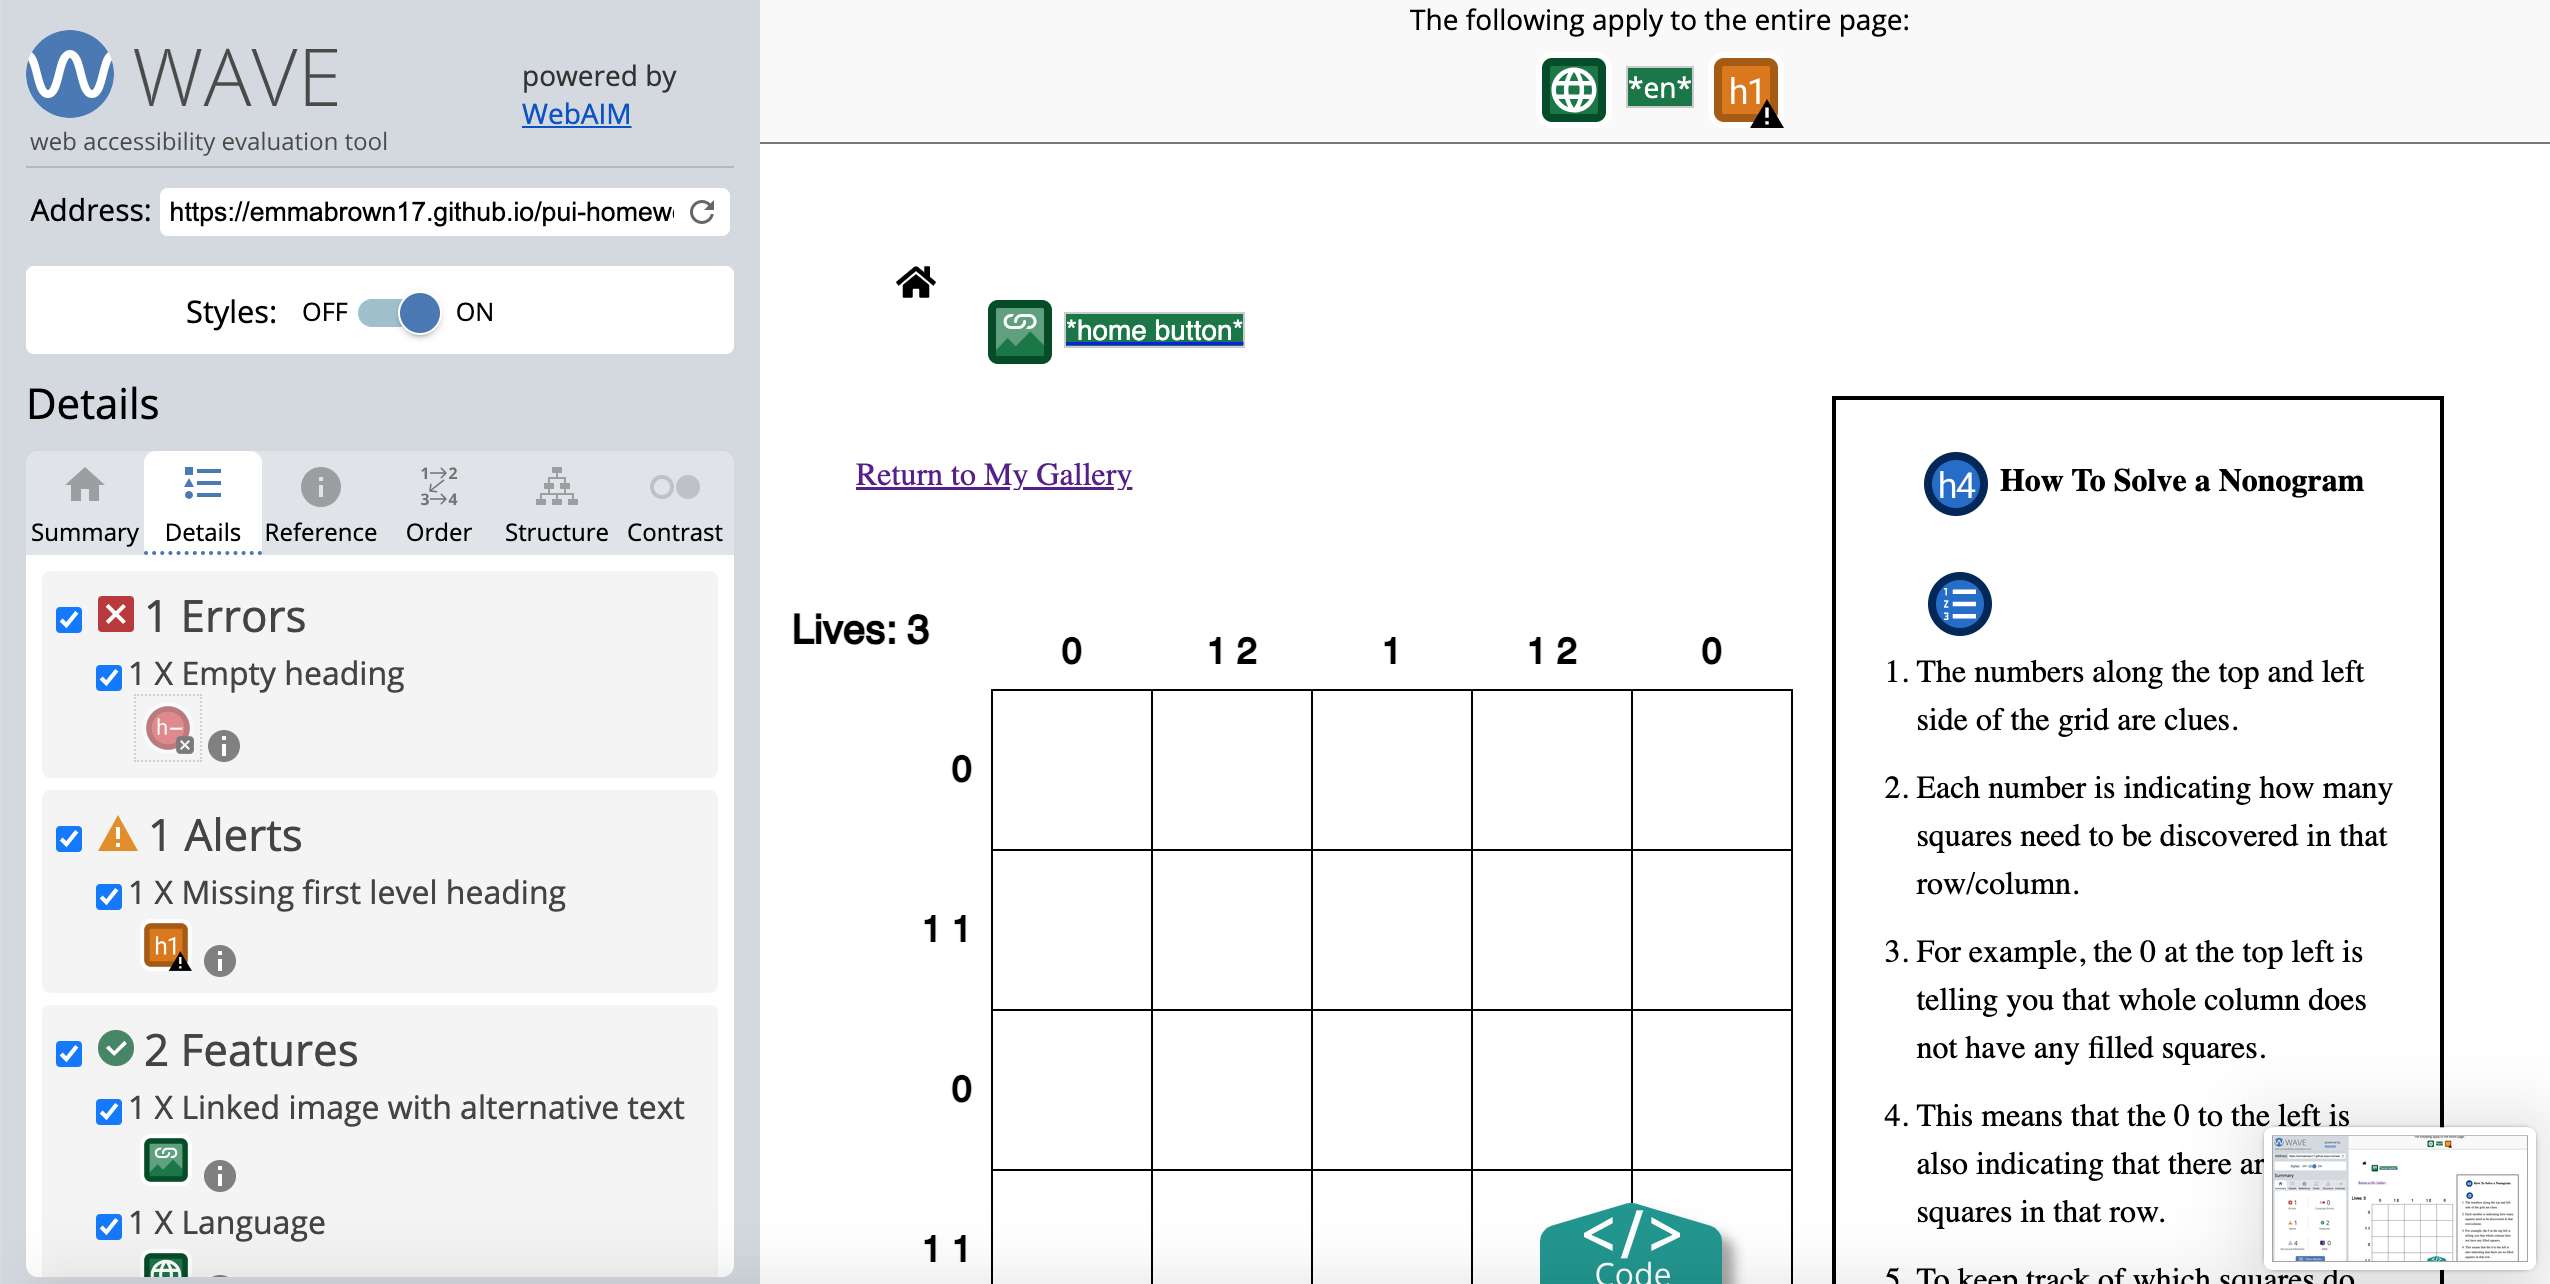 WAVE
powered by
WebAIM
web accessibility evaluation tool
Address: https://emmabrown17.github.io/pui-homew
Styles: OFF ON
Details
Summary Details Reference Order Structure Contrast
1 Errors
1 X Empty heading
1 Alerts
1 X Missing first level heading
h1
2 Features
1 X Linked image with alternative text
1 X Language
The following apply to the entire page:
*en* h1
*home button*
Return to My Gallery
Lives: 3
0 1 2 1 1 2 0
0
1 1
0
1 1
</>
Code
h4 How To Solve a Nonogram
1. The numbers along the top and left
side of the grid are clues.
2. Each number is indicating how many
squares need to be discovered in that
row/column.
3. For example, the 0 at the top left is
telling you that whole column does
not have any filled squares.
4. This means that the 0 to the left is
also indicating that there
squares in that row.
5. To keep track of which squares do